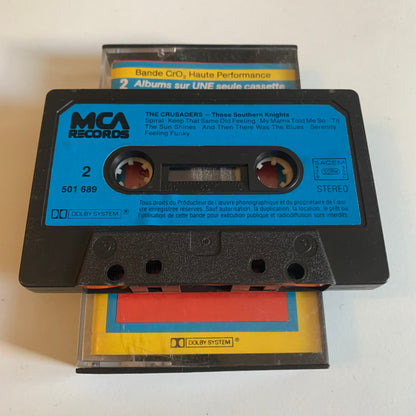 Bande CrO₂ Haute Performance
2 Albums sur UNE seule cassette
MCA RECORDS
THE CRUSADERS – Those Southern Knights
Spiral · Keep That Same Old Feeling · My Mama Told Me So · Til
The Sun Shines · And Then There Was The Blues · Serenity
Feeling Funky
2
501 689
SACEM
STEREO
DOLBY SYSTEM ®
Tous droits du Producteur de l'œuvre phonographique et du propriétaire de l'œu-
vre enregistrée réservés. Sauf autorisation, la duplication, la location, le prêt ou
l'utilisation de cette bande pour exécution publique et radiodiffusion sont interdits
DOLBY SYSTEM ®